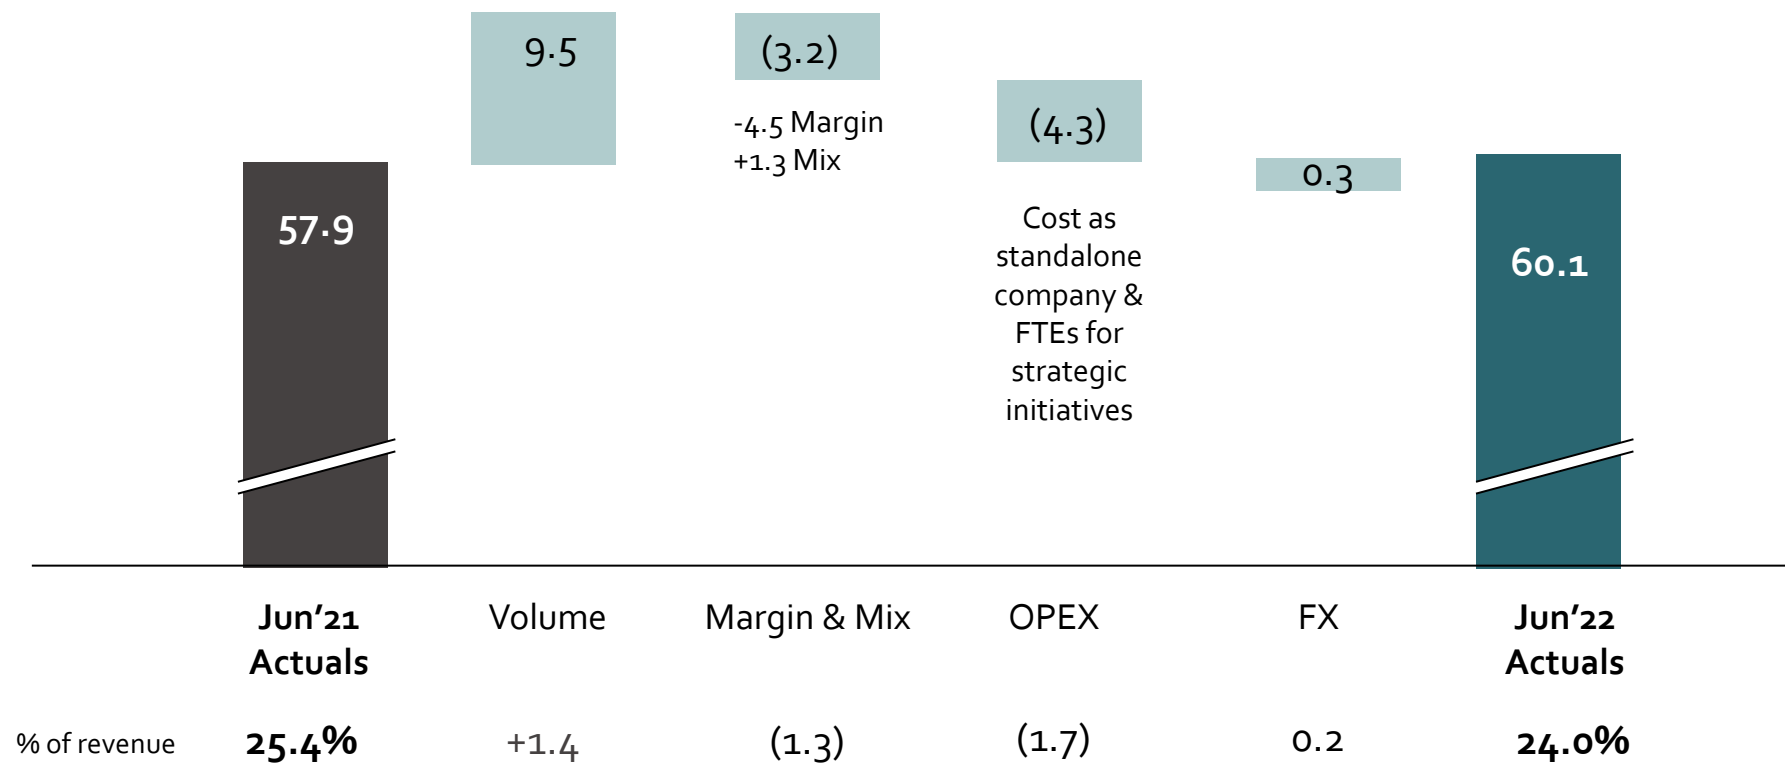 9.5
(3.2)
-4.5 Margin
+1.3 Mix
(4.3)
0.3
57.9
Cost as
standalone
company &
FTEs for
strategic
initiatives
60.1
Jun’21
Actuals
Volume
Margin & Mix
OPEX
FX
Jun’22
Actuals
% of revenue 25.4% +1.4 (1.3) (1.7) 0.2 24.0%